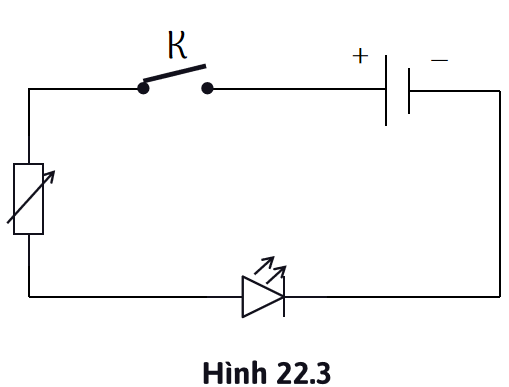 K
+ −
Hình 22.3